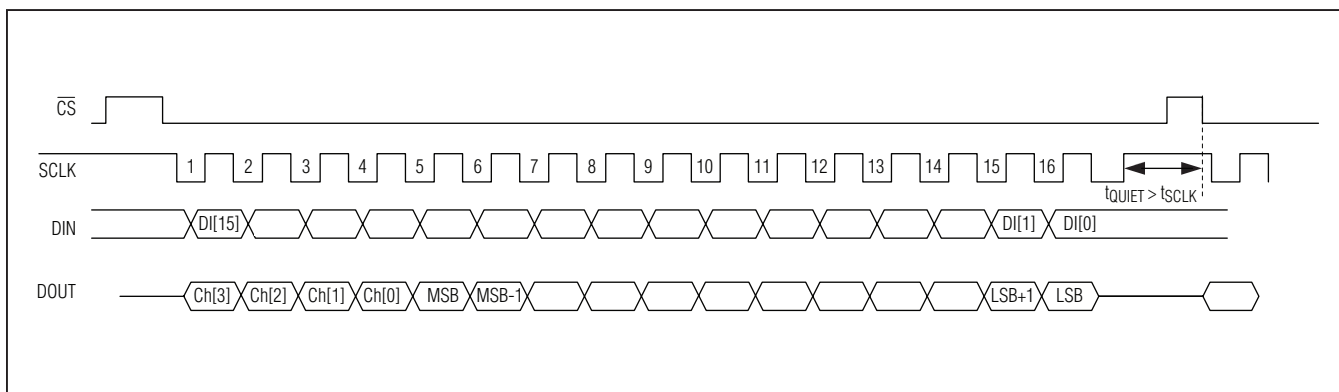 CS
SCLK 1 2 3 4 5 6 7 8 9 10 11 12 13 14 15 16
tQUIET > tSCLK
DIN DI[15] DI[1] DI[0]
DOUT Ch[3] Ch[2] Ch[1] Ch[0] MSB MSB-1 LSB+1 LSB